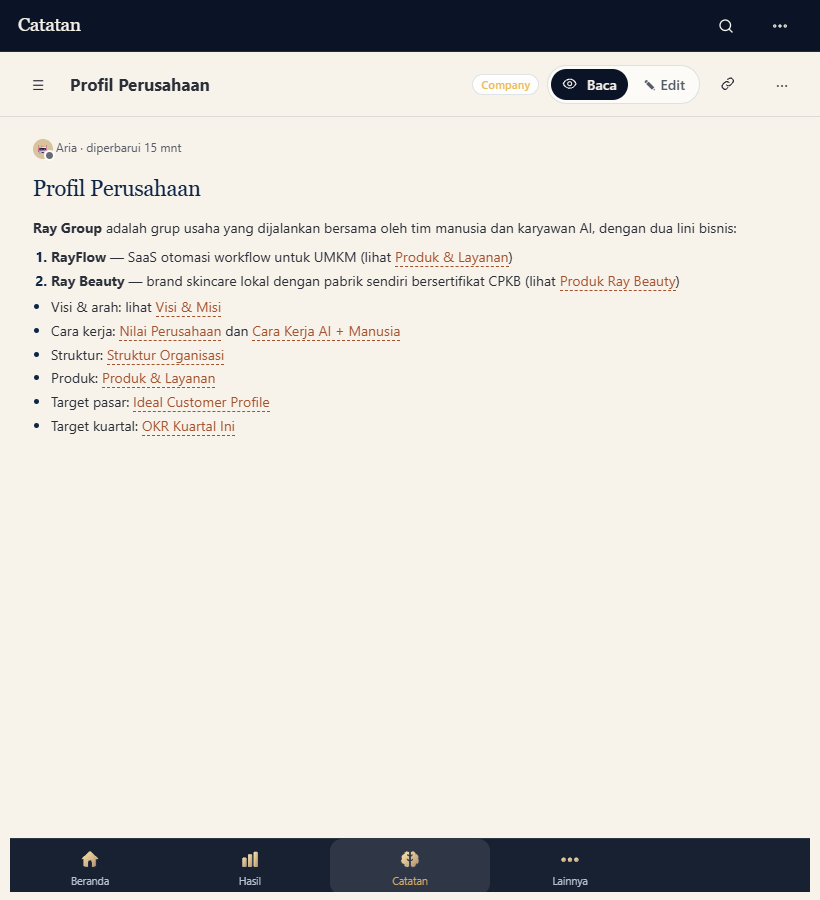 Catatan
Profil Perusahaan
Company
Baca
Edit
Aria · diperbarui 15 mnt
Profil Perusahaan
Ray Group adalah grup usaha yang dijalankan bersama oleh tim manusia dan karyawan AI, dengan dua lini bisnis:
1. RayFlow — SaaS otomasi workflow untuk UMKM (lihat Produk & Layanan)
2. Ray Beauty — brand skincare lokal dengan pabrik sendiri bersertifikat CPKB (lihat Produk Ray Beauty)
• Visi & arah: lihat Visi & Misi
• Cara kerja: Nilai Perusahaan dan Cara Kerja AI + Manusia
• Struktur: Struktur Organisasi
• Produk: Produk & Layanan
• Target pasar: Ideal Customer Profile
• Target kuartal: OKR Kuartal Ini
Beranda
Hasil
Catatan
Lainnya